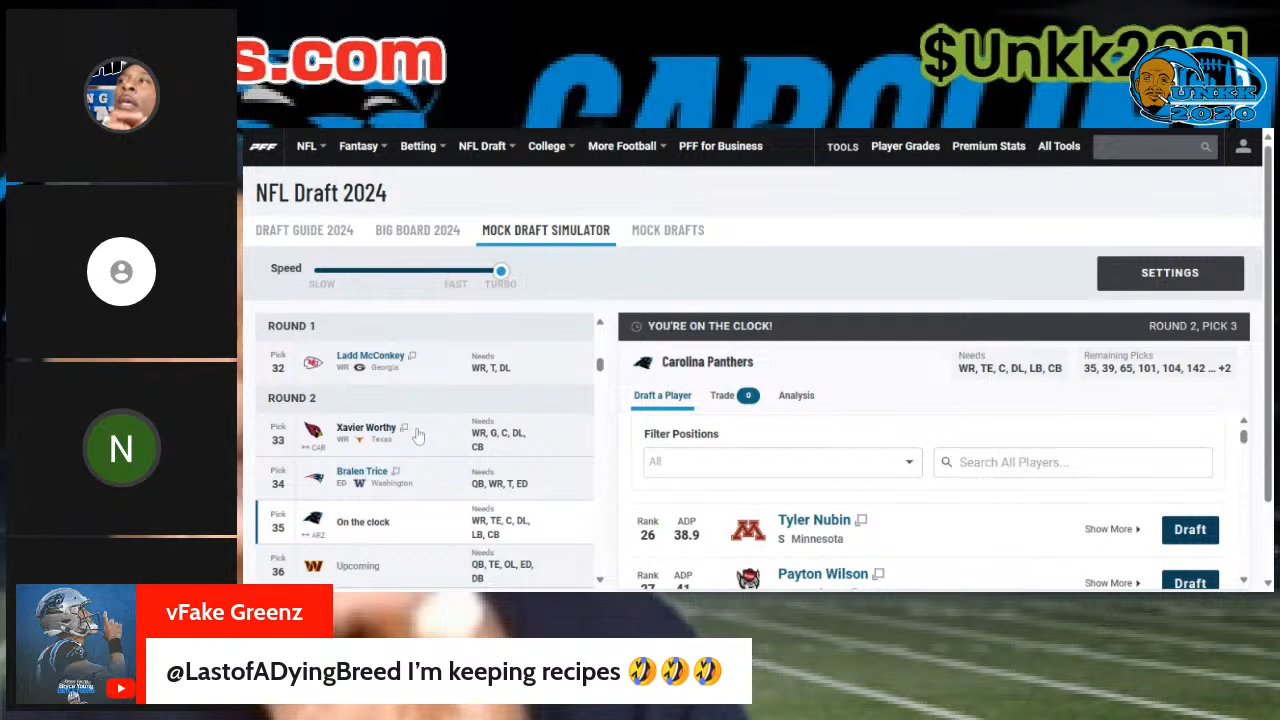 s.com
$Unkk2001
UNKK
2020
CAROLIN
PFF NFL Fantasy Betting NFL Draft College More Football PFF for Business TOOLS Player Grades Premium Stats All Tools
NFL Draft 2024
DRAFT GUIDE 2024 BIG BOARD 2024 MOCK DRAFT SIMULATOR MOCK DRAFTS
Speed
SLOW FAST TURBO
SETTINGS
ROUND 1
Pick 32 Ladd McConkey
WR G Georgia
Needs
WR, T, DL
ROUND 2
Pick 33 Xavier Worthy
WR Texas
↔ CAR
Needs
WR, G, C, DL,
CB
Pick 34 Bralen Trice
ED W Washington
Needs
QB, WR, T, ED
Pick 35 On the clock
↔ ARZ
Needs
WR, TE, C, DL,
LB, CB
Pick 36 W Upcoming
Needs
QB, TE, OL, ED,
DB
YOU'RE ON THE CLOCK! ROUND 2, PICK 3
Carolina Panthers
Needs
WR, TE, C, DL, LB, CB
Remaining Picks
35, 39, 65, 101, 104, 142 ... +2
Draft a Player Trade 0 Analysis
Filter Positions
All
Search All Players...
Rank 26 ADP 38.9 M Tyler Nubin
S Minnesota
Show More Draft
Rank ADP Payton Wilson
Show More Draft
N
vFake Greenz
@LastofADyingBreed I'm keeping recipes 🤣🤣🤣